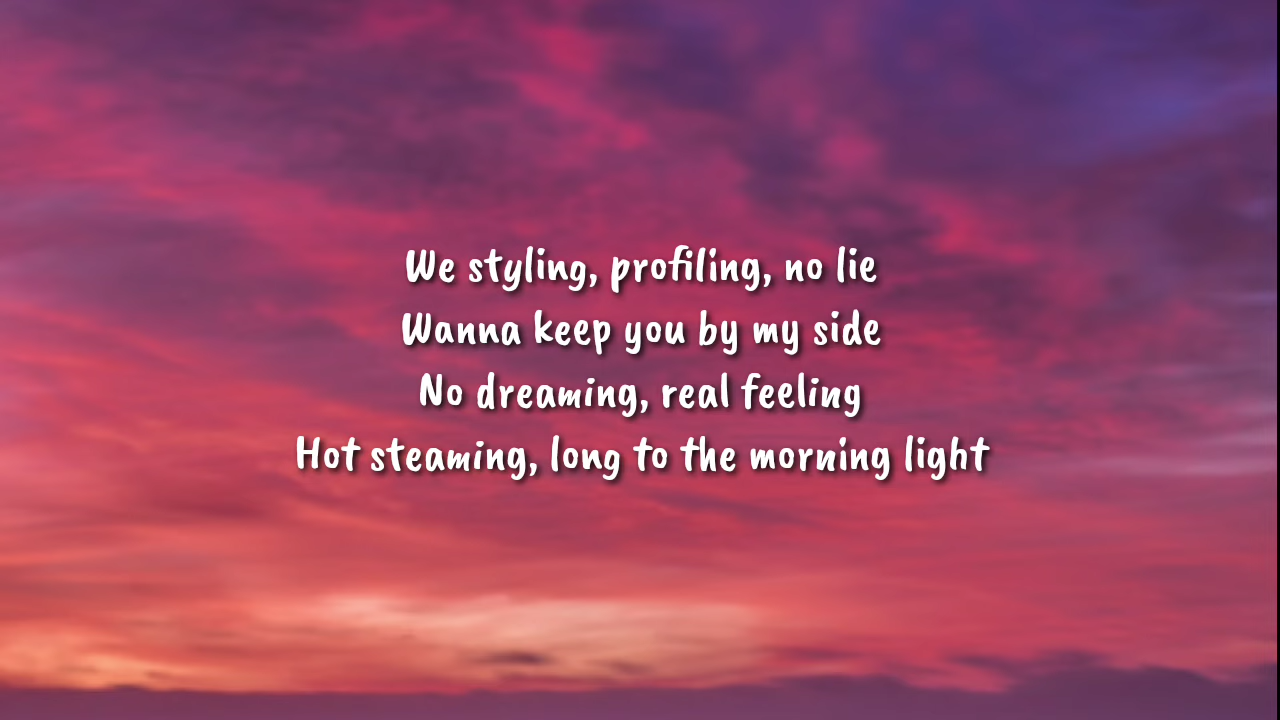 We styling, profiling, no lie
Wanna keep you by my side
No dreaming, real feeling
Hot steaming, long to the morning light